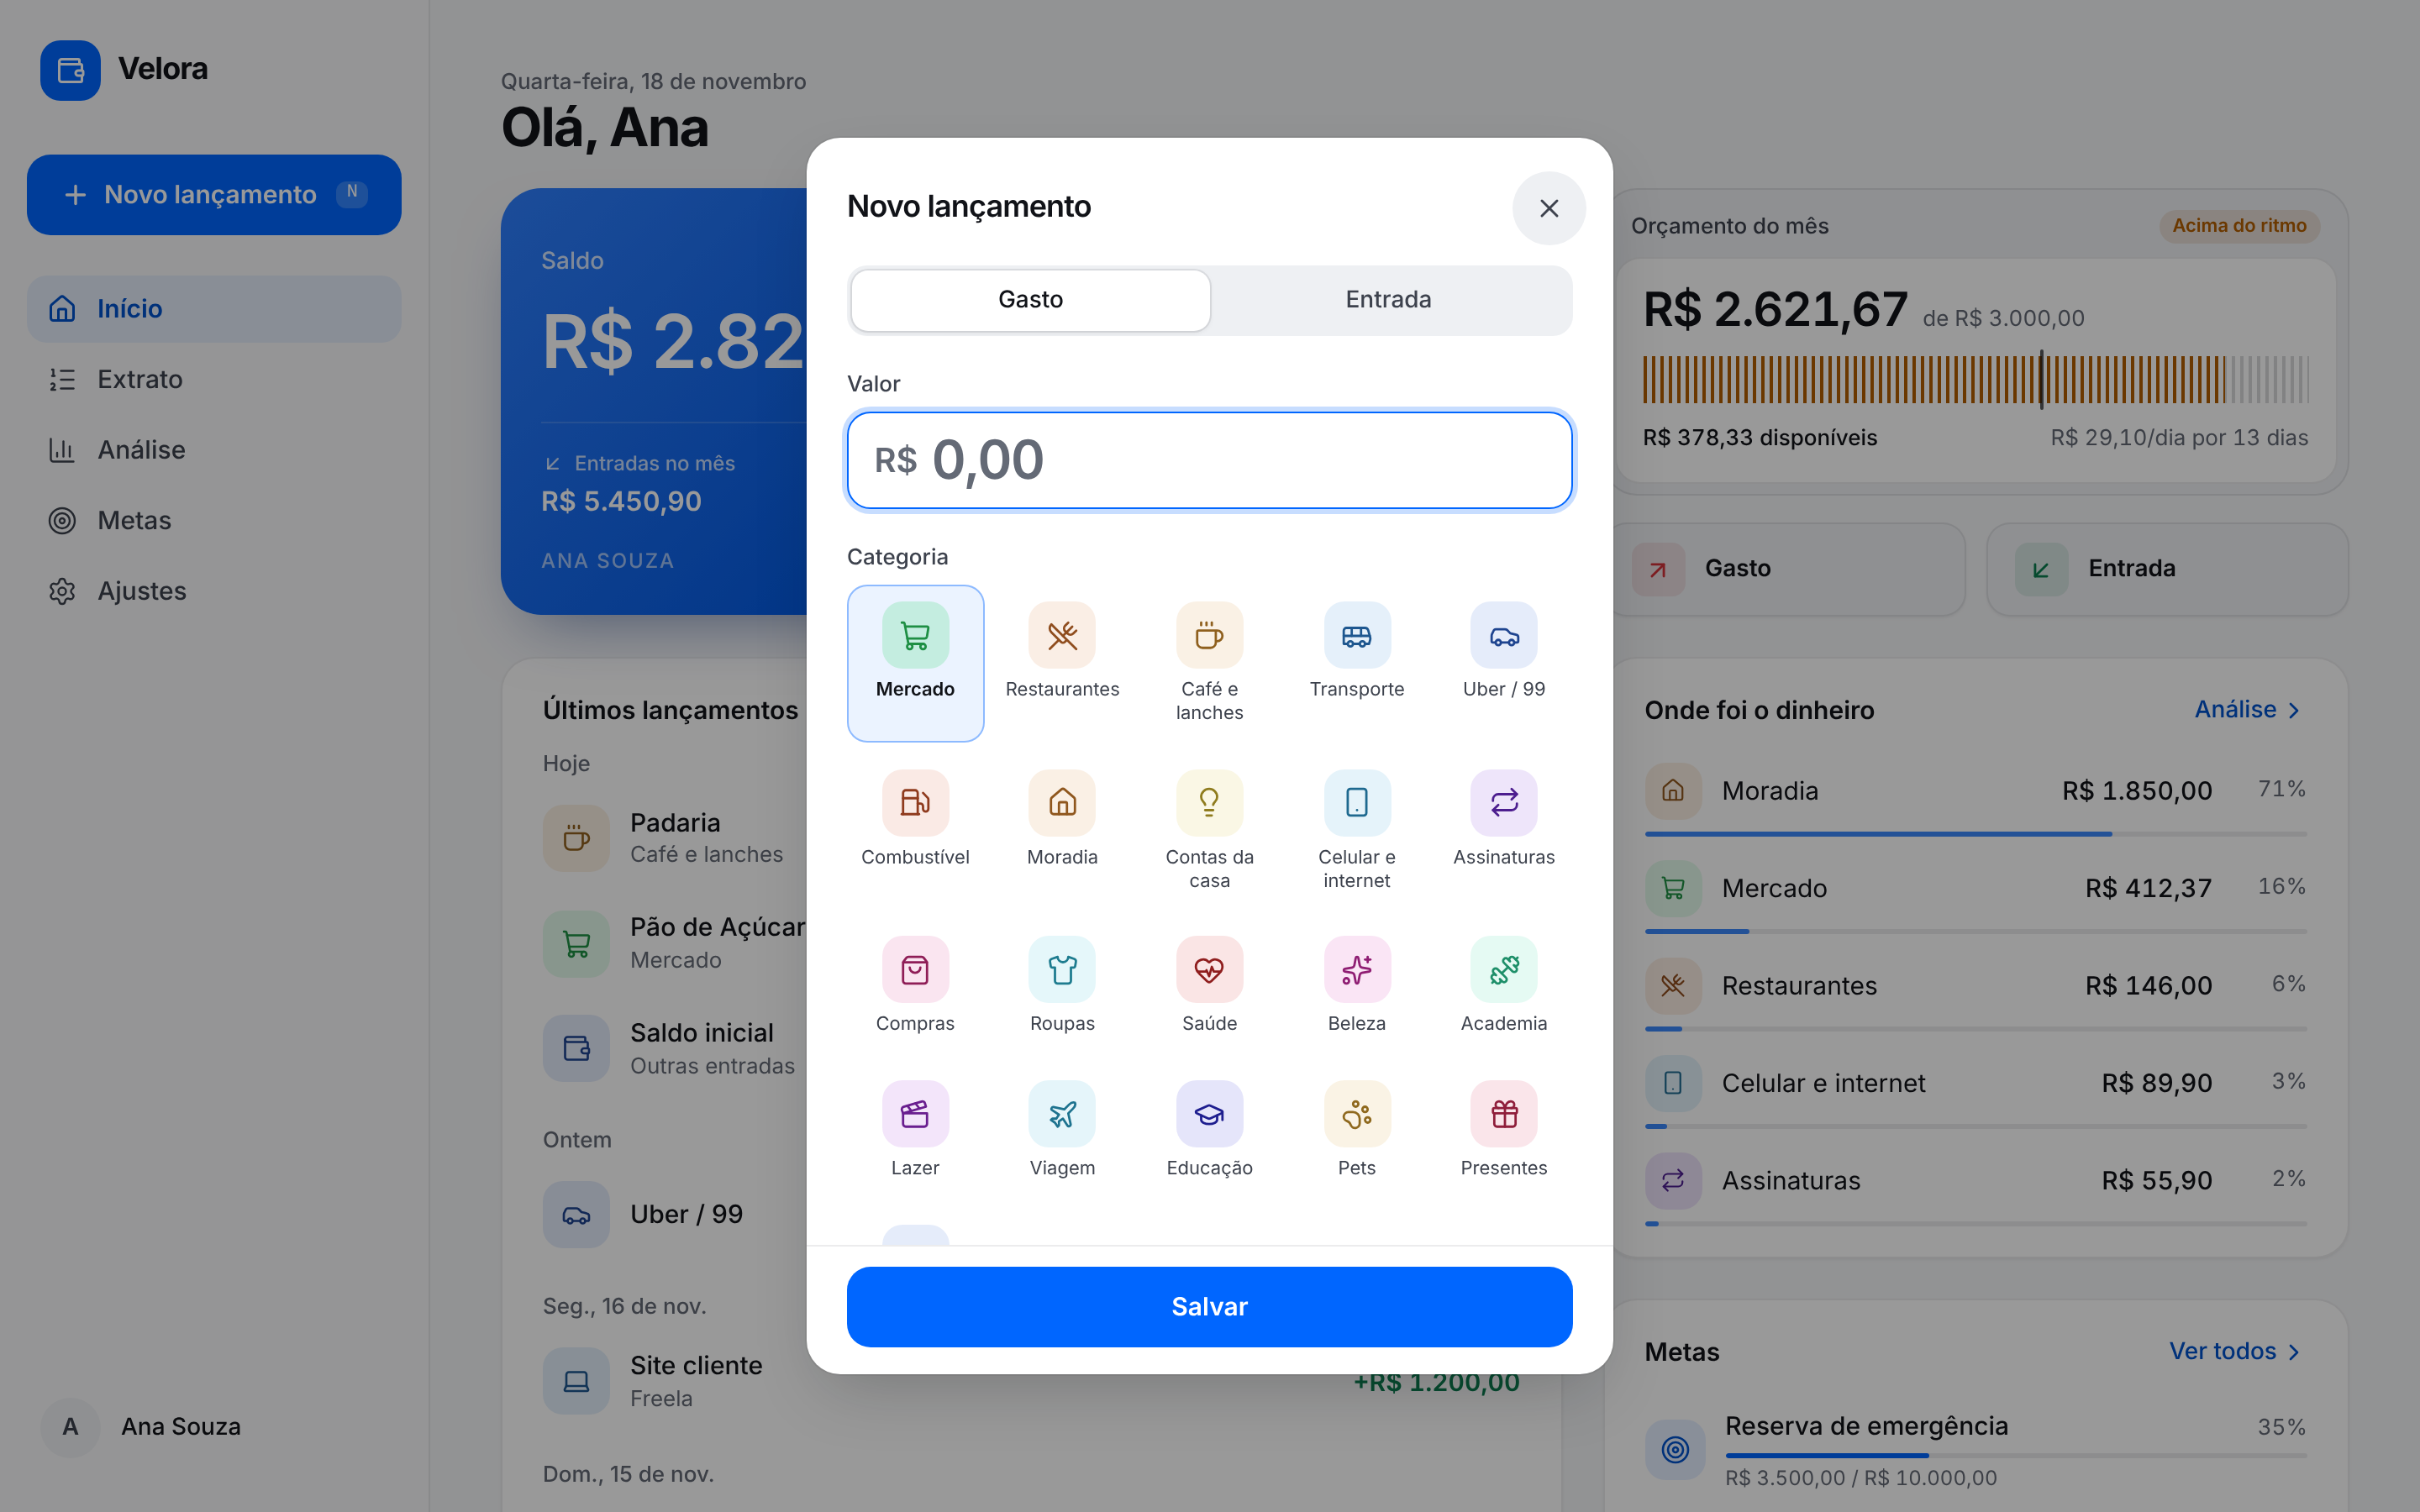 Velora
Novo lançamento N
Início
Extrato
Análise
Metas
Ajustes
A Ana Souza
Quarta-feira, 18 de novembro
Olá, Ana
Saldo
R$ 2.82
Entradas no mês
R$ 5.450,90
ANA SOUZA
Últimos lançamentos
Hoje
Padaria
Café e lanches
Pão de Açúcar
Mercado
Saldo inicial
Outras entradas
Ontem
Uber / 99
Seg., 16 de nov.
Site cliente
Freela
+R$ 1.200,00
Dom., 15 de nov.
Novo lançamento
Gasto Entrada
Valor
R$ 0,00
Categoria
Mercado
Restaurantes
Café e
lanches
Transporte
Uber / 99
Combustível
Moradia
Contas da
casa
Celular e
internet
Assinaturas
Compras
Roupas
Saúde
Beleza
Academia
Lazer
Viagem
Educação
Pets
Presentes
Salvar
Orçamento do mês
Acima do ritmo
R$ 2.621,67 de R$ 3.000,00
R$ 378,33 disponíveis
R$ 29,10/dia por 13 dias
Gasto
Entrada
Onde foi o dinheiro
Análise
Moradia R$ 1.850,00 71%
Mercado R$ 412,37 16%
Restaurantes R$ 146,00 6%
Celular e internet R$ 89,90 3%
Assinaturas R$ 55,90 2%
Metas
Ver todos
Reserva de emergência 35%
R$ 3.500,00 / R$ 10.000,00